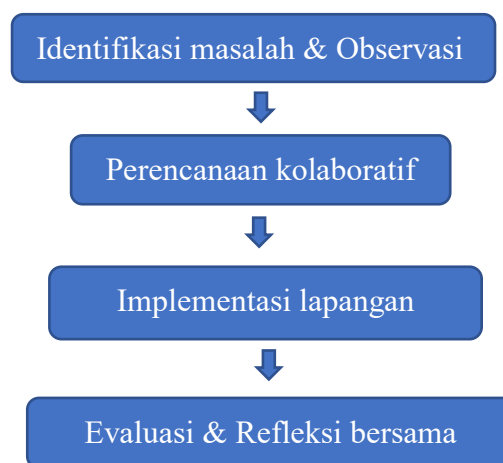 Identifikasi masalah & Observasi
Perencanaan kolaboratif
Implementasi lapangan
Evaluasi & Refleksi bersama